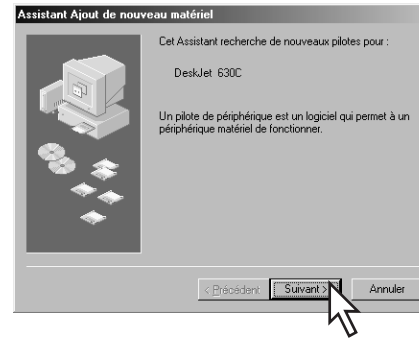 Assistant Ajout de nouveau matériel
Cet Assistant recherche de nouveaux pilotes pour :
DeskJet 630C
Un pilote de périphérique est un logiciel qui permet à un
périphérique matériel de fonctionner.
< Précédent Suivant > Annuler